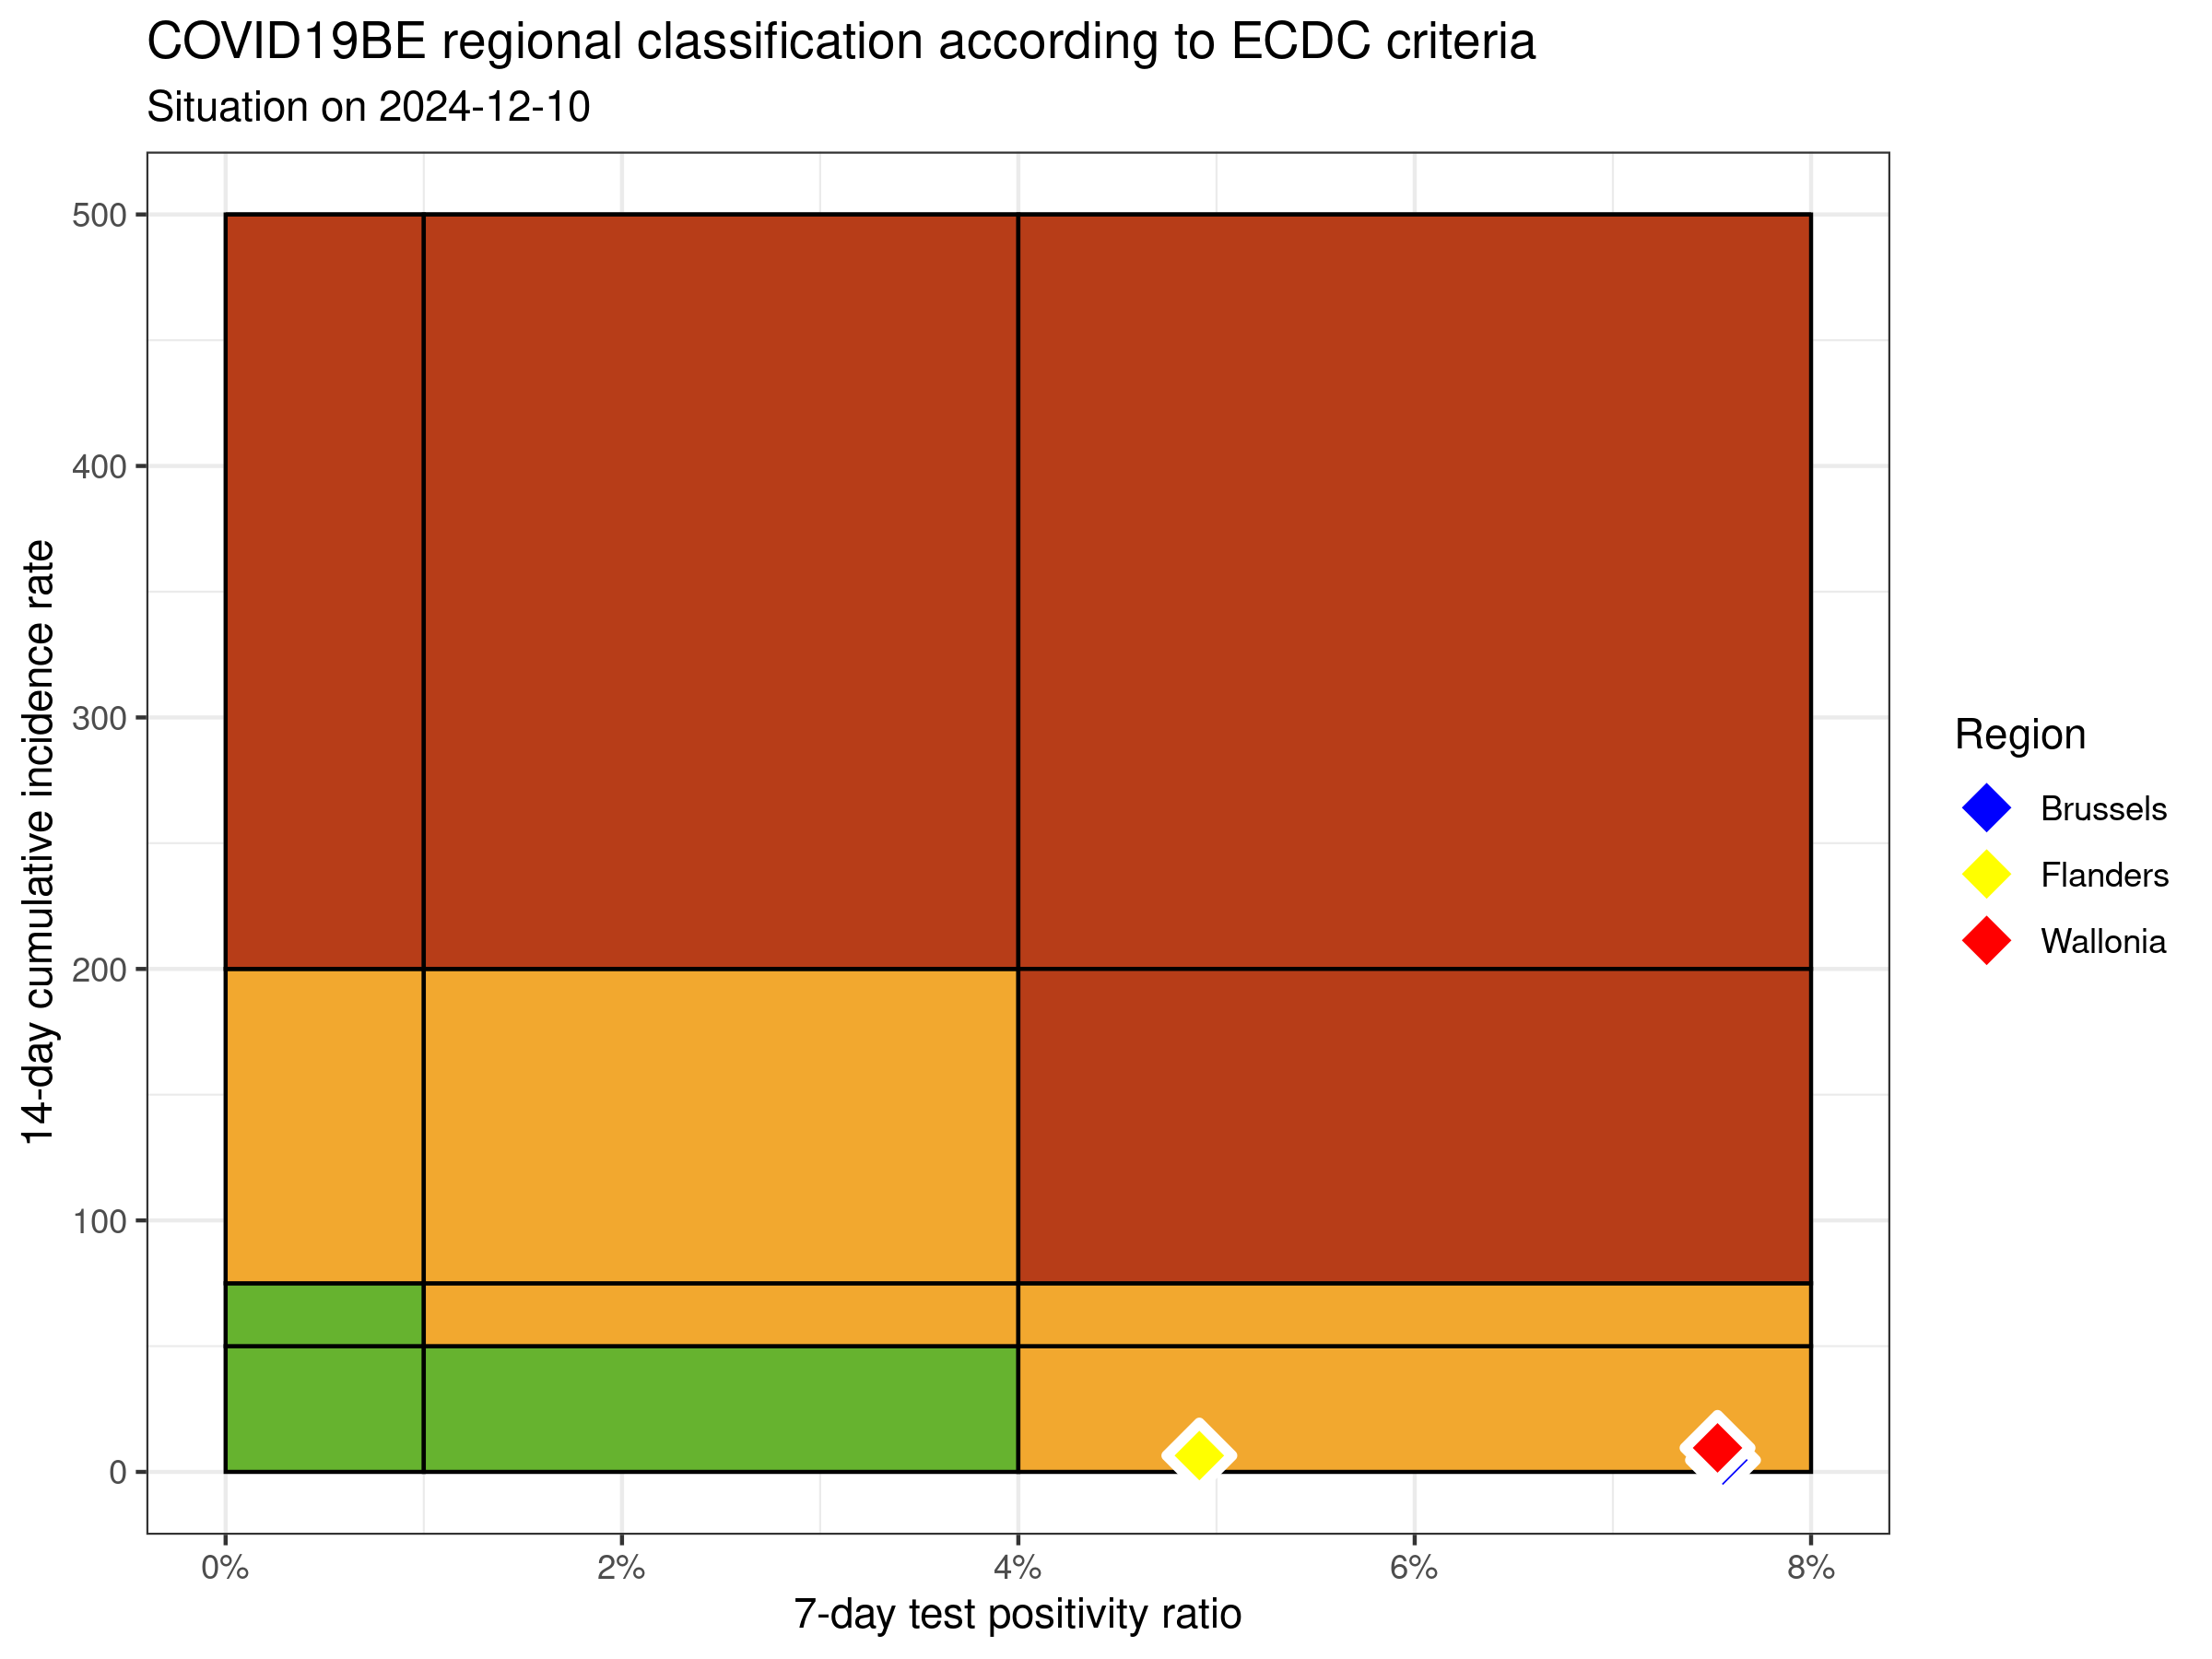 COVID19BE regional classification according to ECDC criteria
Situation on 2024-12-10
14-day cumulative incidence rate
500
400
300
200
100
0
0%
2%
4%
6%
8%
7-day test positivity ratio
Region
Brussels
Flanders
Wallonia